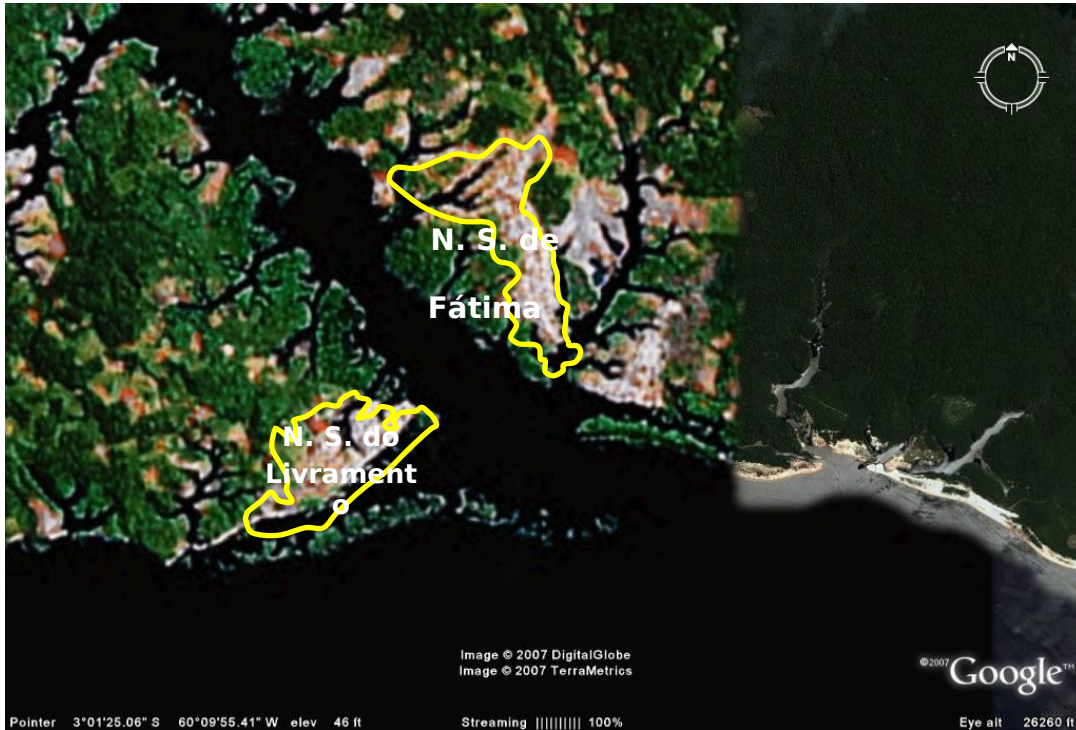 N
N. S. de
Fátima
N. S. do
Livrament
o
Image © 2007 DigitalGlobe
Image © 2007 TerraMetrics
©2007 Google™
Pointer 3°01'25.06" S 60°09'55.41" W elev 46 ft Streaming |||||||||| 100% Eye alt 26260 ft